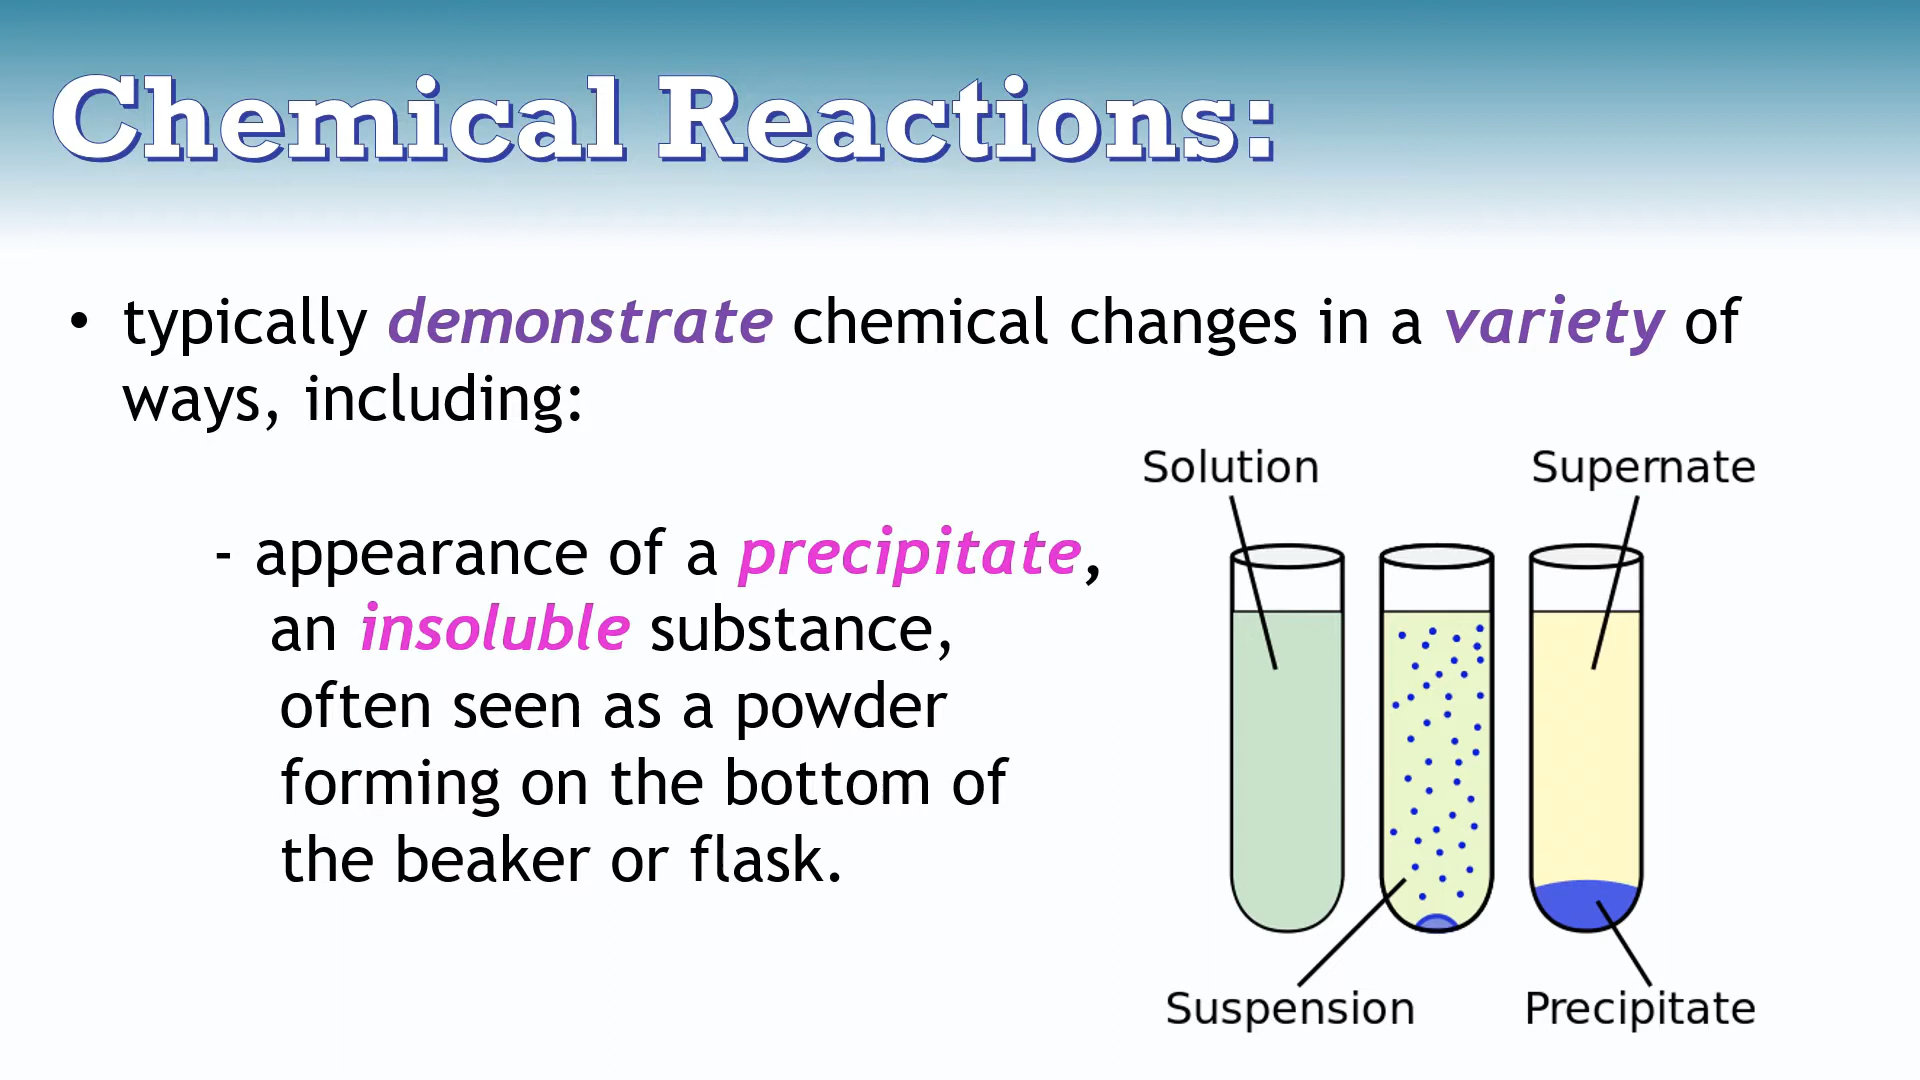 Chemical Reactions:
• typically demonstrate chemical changes in a variety of
ways, including:
- appearance of a precipitate,
an insoluble substance,
often seen as a powder
forming on the bottom of
the beaker or flask.
Solution
Supernate
Suspension
Precipitate